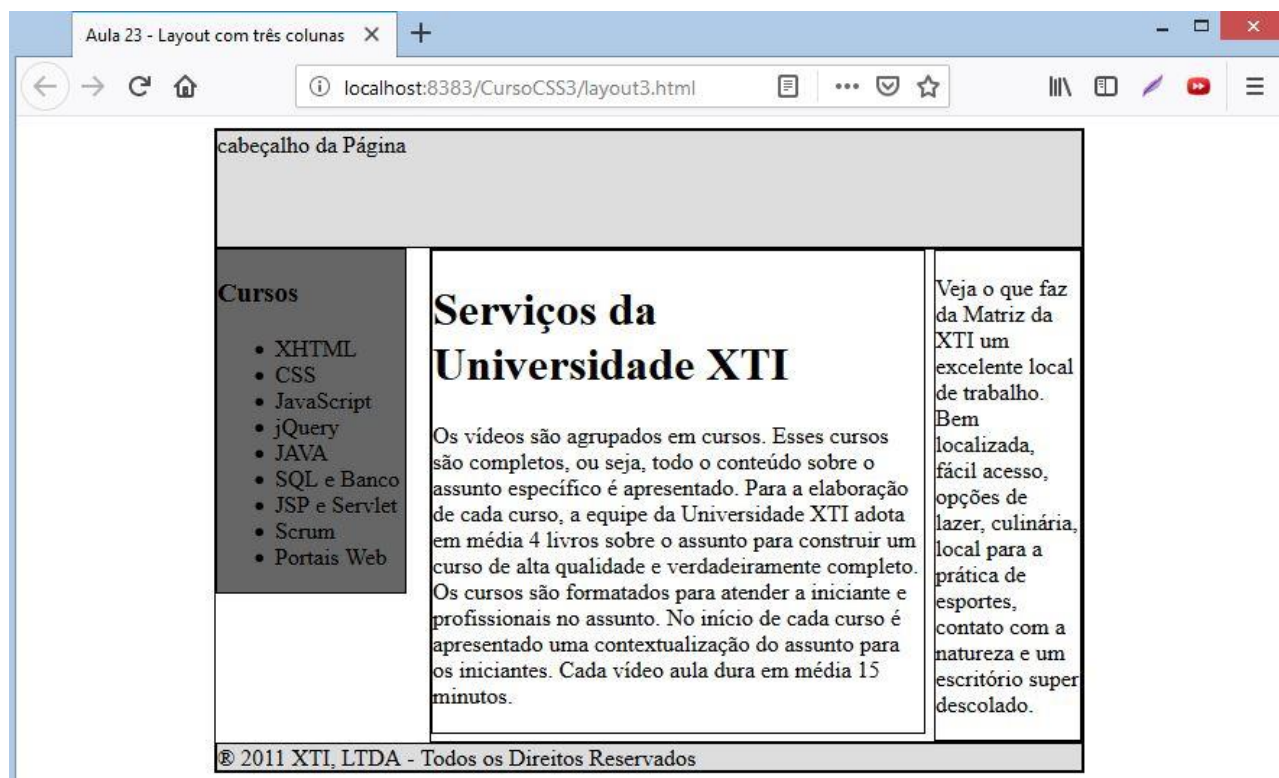 Aula 23 - Layout com três colunas
localhost:8383/CursoCSS3/layout3.html
cabeçalho da Página
Cursos
XHTML
CSS
JavaScript
jQuery
JAVA
SQL e Banco
JSP e Servlet
Scrum
Portais Web
Serviços da
Universidade XTI
Os vídeos são agrupados em cursos. Esses cursos
são completos, ou seja, todo o conteúdo sobre o
assunto específico é apresentado. Para a elaboração
de cada curso, a equipe da Universidade XTI adota
em média 4 livros sobre o assunto para construir um
curso de alta qualidade e verdadeiramente completo.
Os cursos são formatados para atender a iniciante e
profissionais no assunto. No início de cada curso é
apresentado uma contextualização do assunto para
os iniciantes. Cada vídeo aula dura em média 15
minutos.
Veja o que faz
da Matriz da
XTI um
excelente local
de trabalho.
Bem
localizada,
fácil acesso,
opções de
lazer, culinária,
local para a
prática de
esportes,
contato com a
natureza e um
escritório super
descolado.
® 2011 XTI, LTDA - Todos os Direitos Reservados